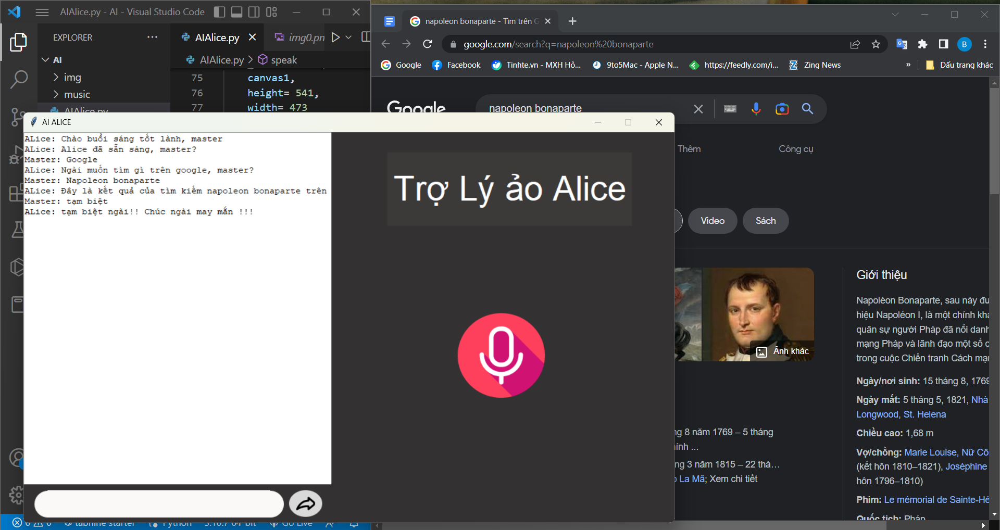 AIAlice.py - AI - Visual Studio Code
EXPLORER
AIAlice.py
img0.pn
AI
AIAlice.py > speak
img
music
AIAlice.py
75 canvas1,
76 height= 541,
77 width= 473
napoleon bonaparte - Tìm trên G
google.com/search?q=napoleon%20bonaparte
B
Google
Facebook
Tinhte.vn - MXH Hỏ...
9to5Mac - Apple N...
https://feedly.com/i...
Zing News
»
Dấu trang khác
Google
napoleon bonaparte
Thêm
Công cụ
Video
Sách
AI ALICE
ALice: Chào buổi sáng tốt lành, master
ALice: Alice đã sẵn sàng, master?
Master: Google
ALice: Ngài muốn tìm gì trên google, master?
Master: Napoleon bonaparte
ALice: Đây là kết quả của tìm kiếm napoleon bonaparte trên
Master: tạm biệt
ALice: tạm biệt ngài!! Chúc ngài may mắn !!!
Trợ Lý ảo Alice
Ảnh khác
ng 8 năm 1769 – 5 tháng
ính ...
ng 3 năm 1815 – 22 thá…
La Mã; Xem chi tiết
Giới thiệu
Napoléon Bonaparte, sau này đư
hiệu Napoléon I, là một chính khá
quân sự người Pháp đã nổi danh
mạng Pháp và lãnh đạo một số c
trong cuộc Chiến tranh Cách mạ
Ngày/nơi sinh: 15 tháng 8, 1769
Ngày mất: 5 tháng 5, 1821, Nhà
Longwood, St. Helena
Chiều cao: 1,68 m
Vợ/chồng: Marie Louise, Nữ Cô
(kết hôn 1810–1821), Joséphine
hôn 1796–1810)
Phim: Le mémorial de Sainte-Hé
Quốc tịch: Pháp
0 0 tabnine starter Python 3.10.7 64-bit Go Live